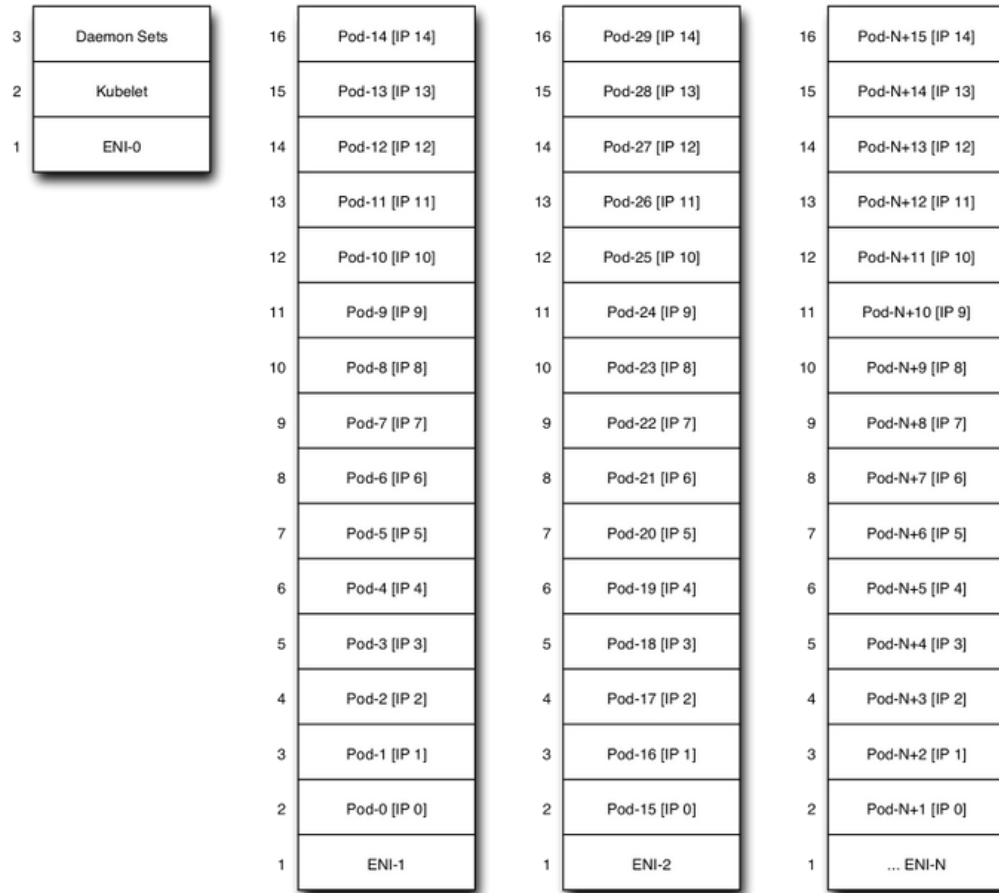 3 Daemon Sets
2 Kubelet
1 ENI-0
16 Pod-14 [IP 14]
15 Pod-13 [IP 13]
14 Pod-12 [IP 12]
13 Pod-11 [IP 11]
12 Pod-10 [IP 10]
11 Pod-9 [IP 9]
10 Pod-8 [IP 8]
9 Pod-7 [IP 7]
8 Pod-6 [IP 6]
7 Pod-5 [IP 5]
6 Pod-4 [IP 4]
5 Pod-3 [IP 3]
4 Pod-2 [IP 2]
3 Pod-1 [IP 1]
2 Pod-0 [IP 0]
1 ENI-1
16 Pod-29 [IP 14]
15 Pod-28 [IP 13]
14 Pod-27 [IP 12]
13 Pod-26 [IP 11]
12 Pod-25 [IP 10]
11 Pod-24 [IP 9]
10 Pod-23 [IP 8]
9 Pod-22 [IP 7]
8 Pod-21 [IP 6]
7 Pod-20 [IP 5]
6 Pod-19 [IP 4]
5 Pod-18 [IP 3]
4 Pod-17 [IP 2]
3 Pod-16 [IP 1]
2 Pod-15 [IP 0]
1 ENI-2
16 Pod-N+15 [IP 14]
15 Pod-N+14 [IP 13]
14 Pod-N+13 [IP 12]
13 Pod-N+12 [IP 11]
12 Pod-N+11 [IP 10]
11 Pod-N+10 [IP 9]
10 Pod-N+9 [IP 8]
9 Pod-N+8 [IP 7]
8 Pod-N+7 [IP 6]
7 Pod-N+6 [IP 5]
6 Pod-N+5 [IP 4]
5 Pod-N+4 [IP 3]
4 Pod-N+3 [IP 2]
3 Pod-N+2 [IP 1]
2 Pod-N+1 [IP 0]
1 ... ENI-N